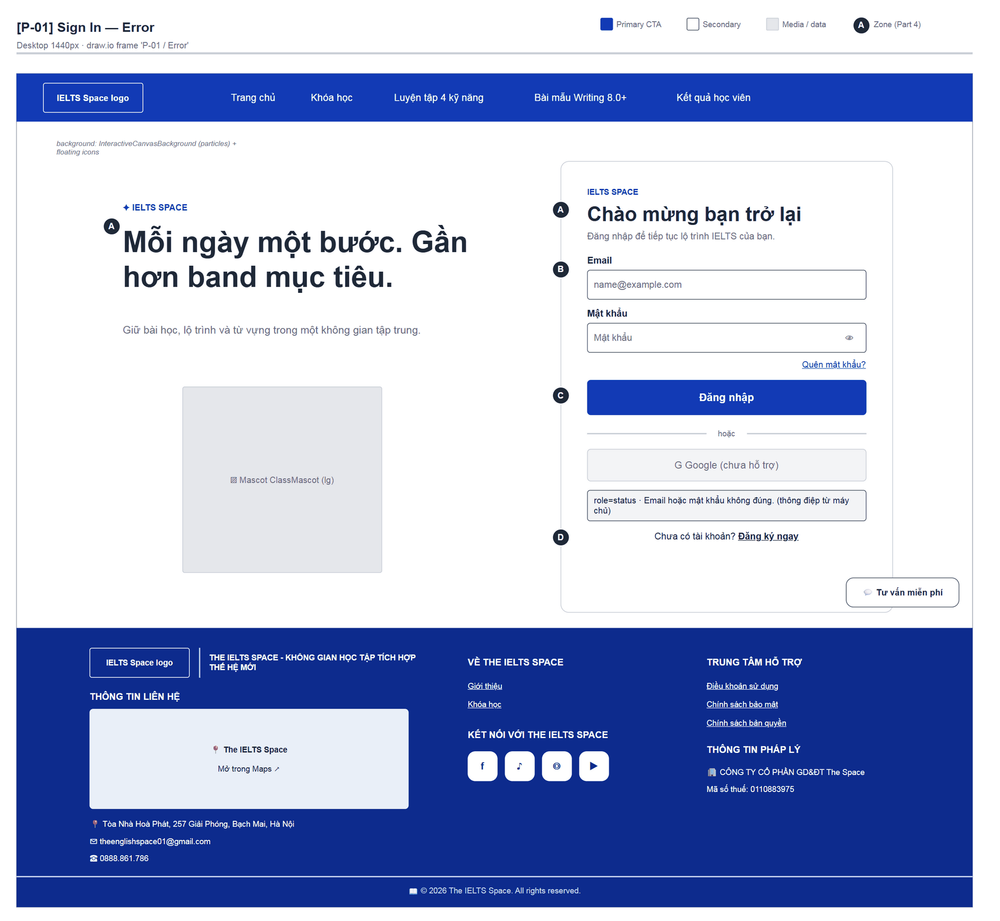 [P-01] Sign In — Error
Desktop 1440px · draw.io frame 'P-01 / Error'
Primary CTA
Secondary
Media / data
A Zone (Part 4)
IELTS Space logo
Trang chủ
Khóa học
Luyện tập 4 kỹ năng
Bài mẫu Writing 8.0+
Kết quả học viên
background: InteractiveCanvasBackground (particles) +
floating icons
✦ IELTS SPACE
A
Mỗi ngày một bước. Gần
hơn band mục tiêu.
Giữ bài học, lộ trình và từ vựng trong một không gian tập trung.
▨ Mascot ClassMascot (lg)
IELTS SPACE
A
Chào mừng bạn trở lại
Đăng nhập để tiếp tục lộ trình IELTS của bạn.
Email
B
name@example.com
Mật khẩu
Mật khẩu
Quên mật khẩu?
C
Đăng nhập
hoặc
G Google (chưa hỗ trợ)
role=status · Email hoặc mật khẩu không đúng. (thông điệp từ máy
chủ)
D
Chưa có tài khoản? Đăng ký ngay
💬 Tư vấn miễn phí
IELTS Space logo
THE IELTS SPACE - KHÔNG GIAN HỌC TẬP TÍCH HỢP
THẾ HỆ MỚI
THÔNG TIN LIÊN HỆ
📍 The IELTS Space
Mở trong Maps ↗
📍 Tòa Nhà Hoà Phát, 257 Giải Phóng, Bạch Mai, Hà Nội
✉ theenglishspace01@gmail.com
☎ 0888.861.786
VỀ THE IELTS SPACE
Giới thiệu
Khóa học
KẾT NỐI VỚI THE IELTS SPACE
f ♪ ◎ ▶
TRUNG TÂM HỖ TRỢ
Điều khoản sử dụng
Chính sách bảo mật
Chính sách bản quyền
THÔNG TIN PHÁP LÝ
🏢 CÔNG TY CỔ PHẦN GD&ĐT The Space
Mã số thuế: 0110883975
📖 © 2026 The IELTS Space. All rights reserved.